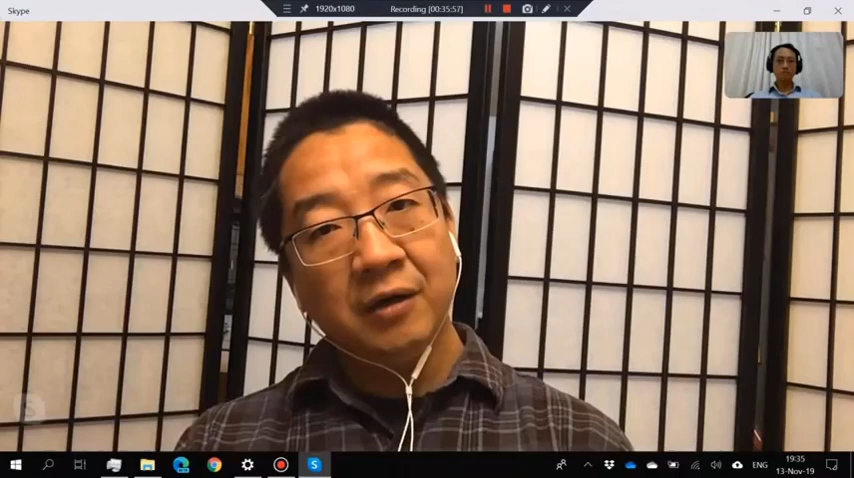 Skype
1920x1080
Recording [00:35:57]
S
ENG
19:35
13-Nov-19